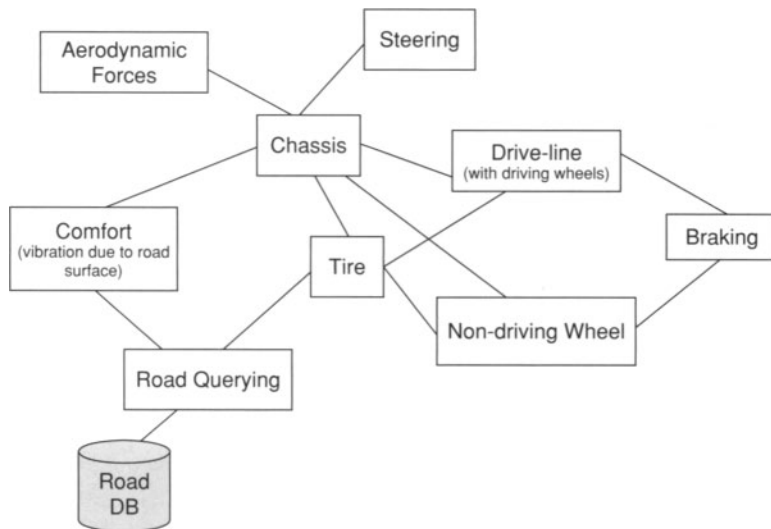 Aerodynamic
Forces
Steering
Chassis
Drive-line
(with driving wheels)
Comfort
(vibration due to road
surface)
Tire
Braking
Non-driving Wheel
Road Querying
Road
DB